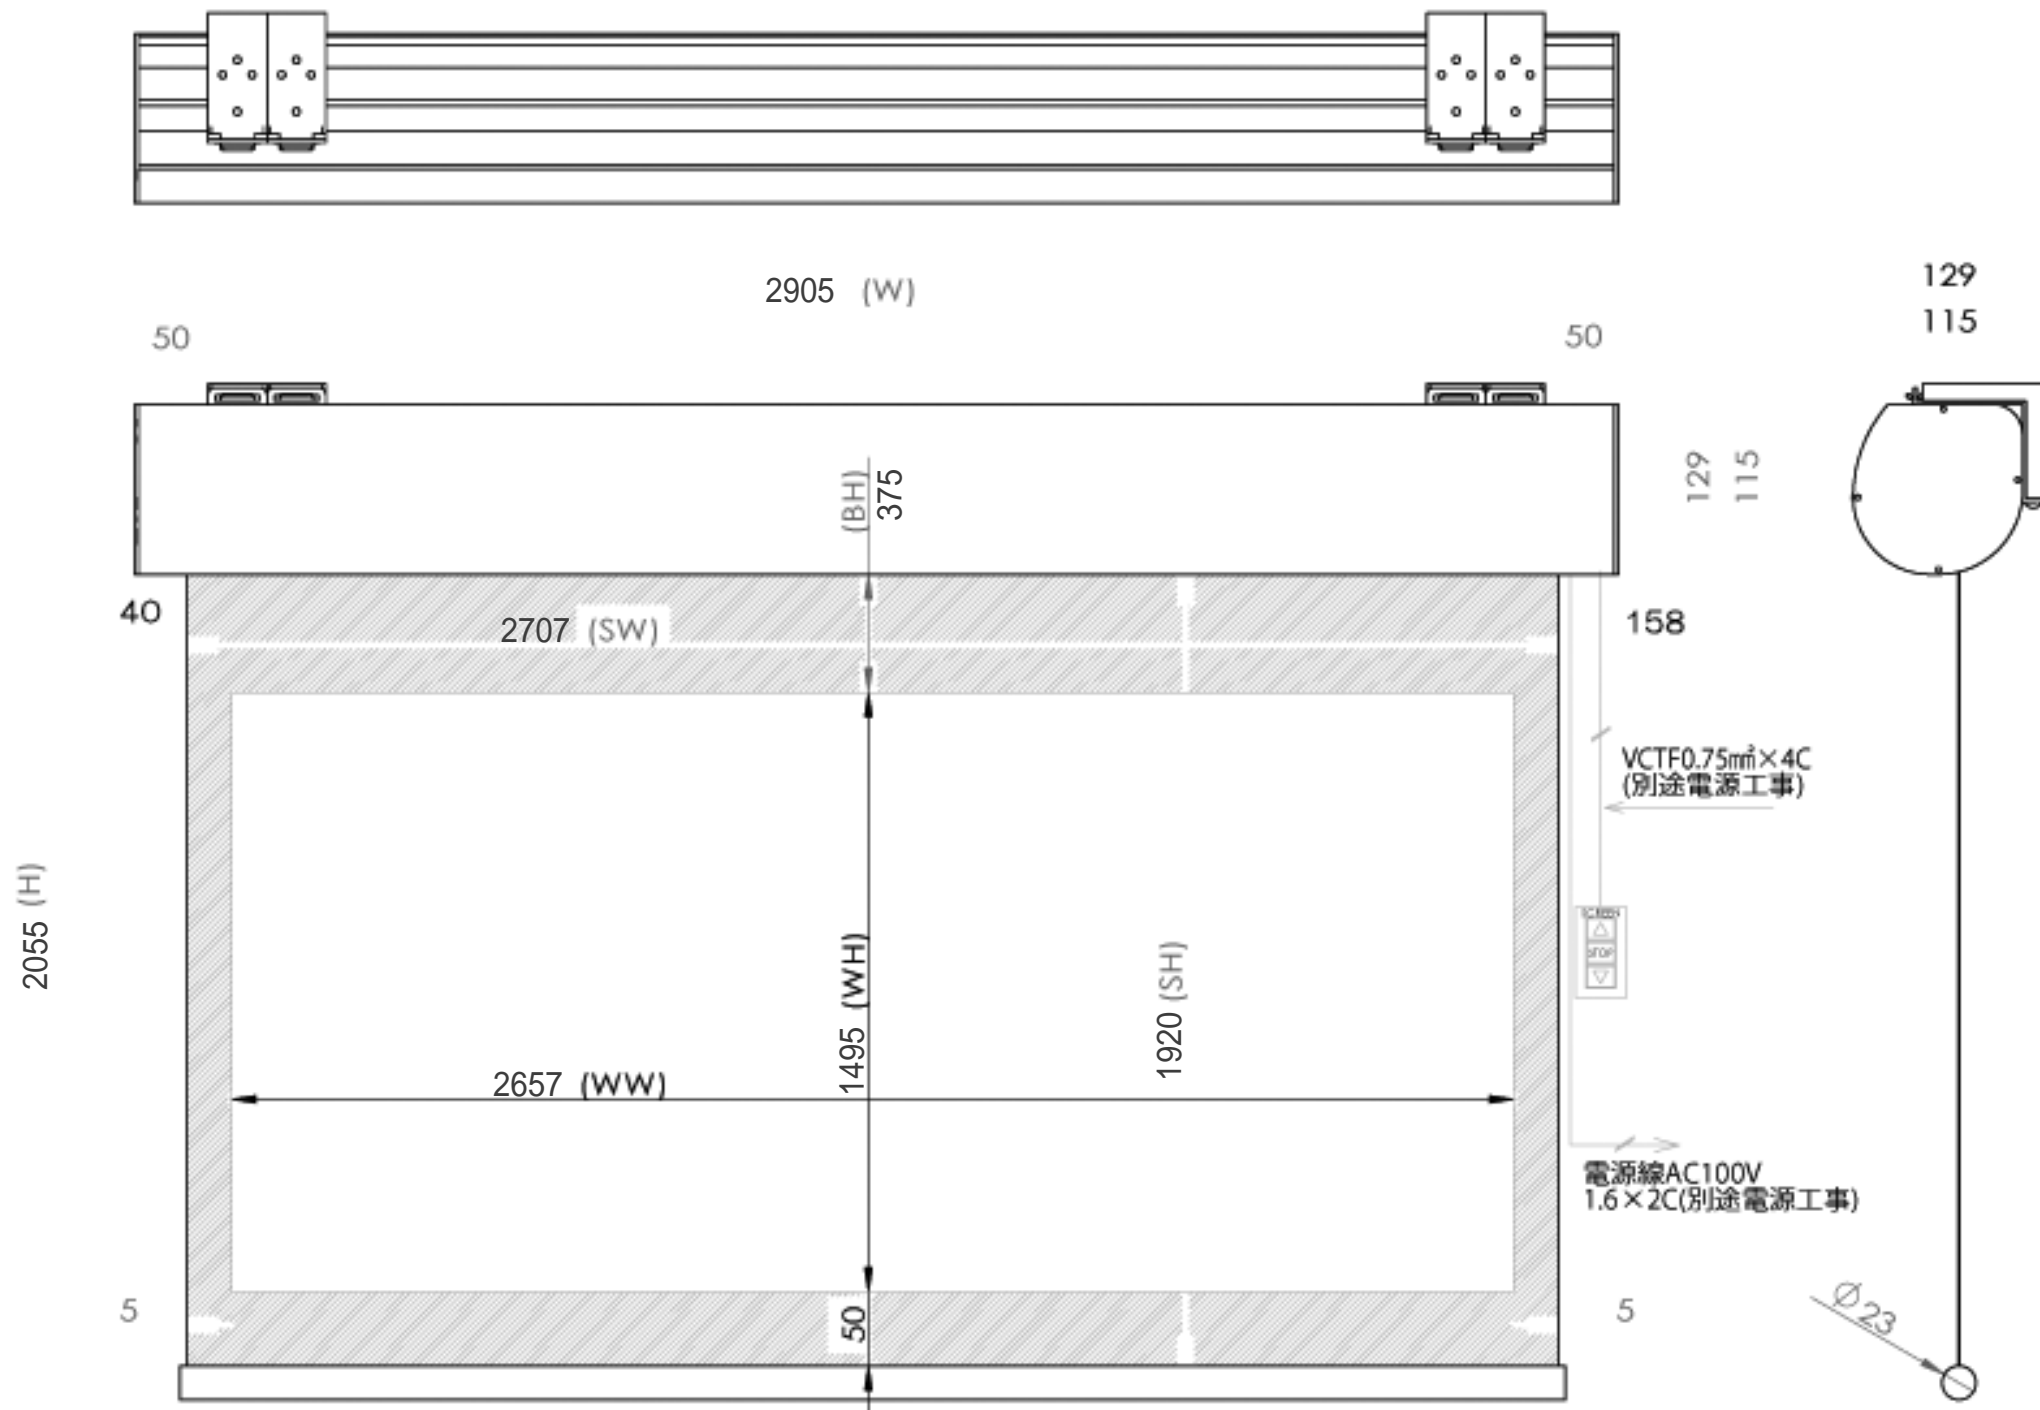 2905 (W)
129
115
50
50
(BH)
375
129
115
40
2707 (SW)
158
VCTF0.75㎟×4C
(別途電源工事)
2055 (H)
SCREEN
STOP
1495 (WH)
1920 (SH)
2657 (WW)
電源線AC100V
1.6×2C(別途電源工事)
5
50
5
Ø23